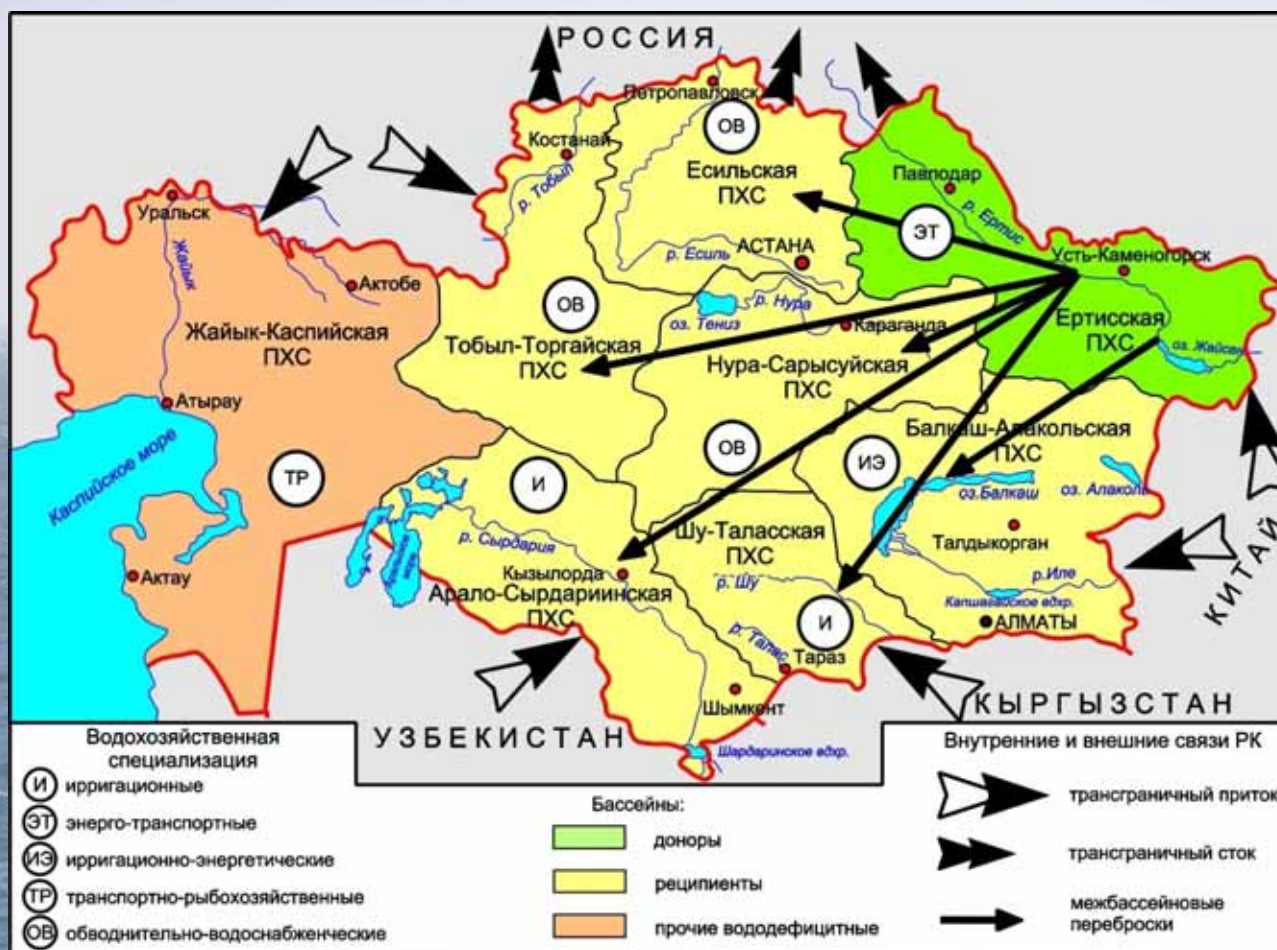 РОССИЯ
Петропавловск
ОВ
Костанай
р. Тобыл
Есильская
ПХС
Павлодар
р. Ертис
ЭТ
Уральск
Жайык
Актобе
р. Есиль
АСТАНА
Усть-Каменогорск
ОВ
оз. Тениз
р. Нура
Караганда
Ертисская
ПХС
оз. Жайсан
Жайык-Каспийская
ПХС
Тобыл-Торгайская
ПХС
Нура-Сарысуйская
ПХС
Атырау
Каспийское море
ТР
И
ОВ
ИЭ
Балкаш-Алакольская
ПХС
оз.Балкаш
оз. Алаколь
КИТАЙ
р. Сырдария
Шу-Таласская
ПХС
Талдыкорган
Актау
Аральское
море
Кызылорда
Арало-Сырдариинская
ПХС
р. Шу
р.Иле
Капшагайское вдхр.
АЛМАТЫ
И
р. Талас
Тараз
Шымкент
КЫРГЫЗСТАН
УЗБЕКИСТАН
Шардаринское вдхр.
Водохозяйственная
специализация
И ирригационные
ЭТ энерго-транспортные
ИЭ ирригационно-энергетические
ТР транспортно-рыбохозяйственные
ОВ обводнительно-водоснабженческие
Бассейны:
доноры
реципиенты
прочие вододефицитные
Внутренние и внешние связи РК
трансграничный приток
трансграничный сток
межбассейновые
переброски